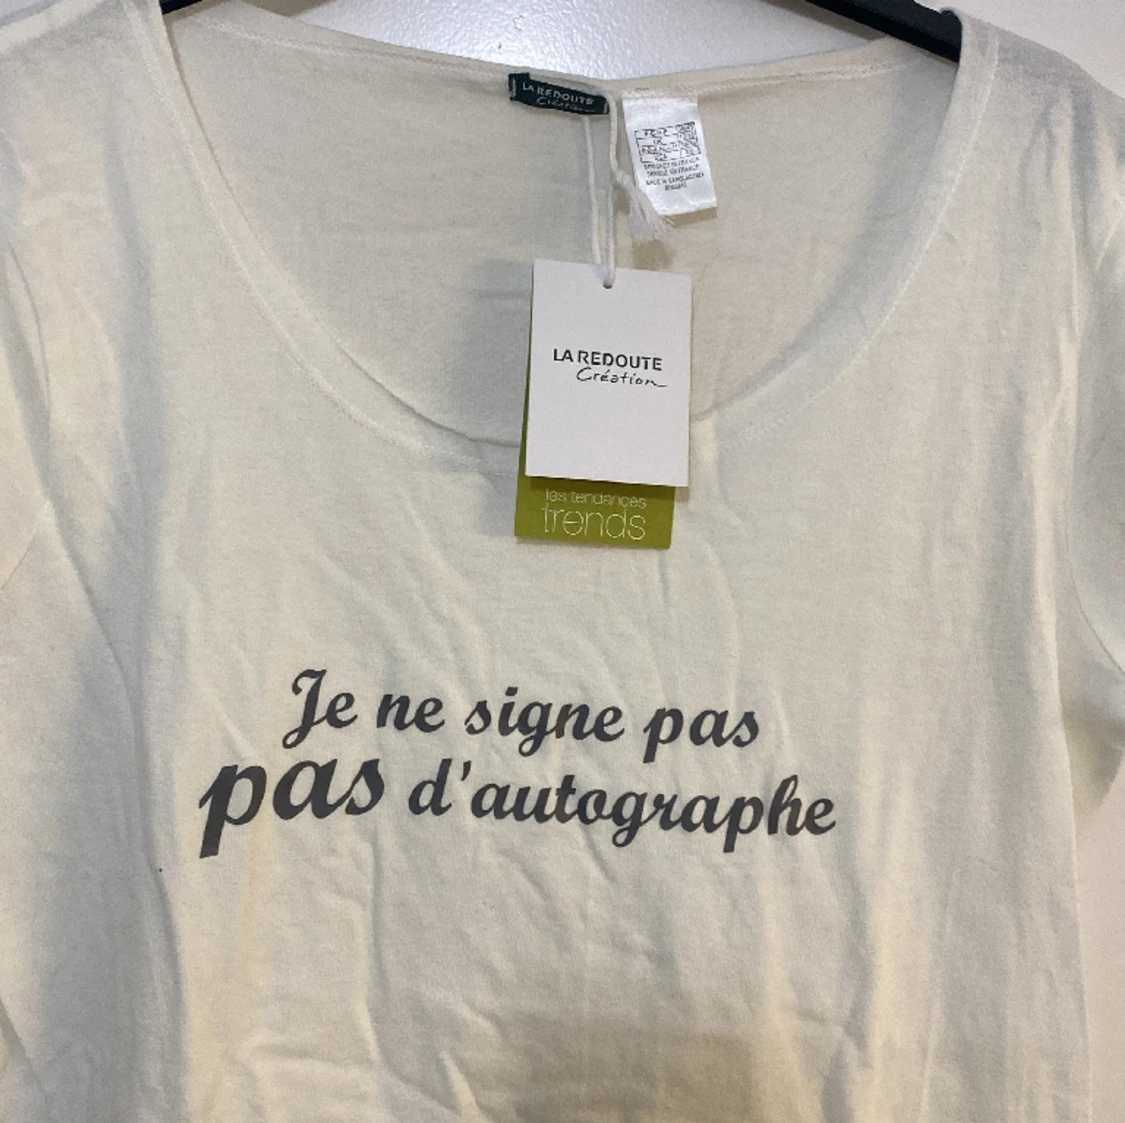 LA REDOUTE
Création
LA REDOUTE
Création
les tendances
trends
Je ne signe pas
pas d'autographe